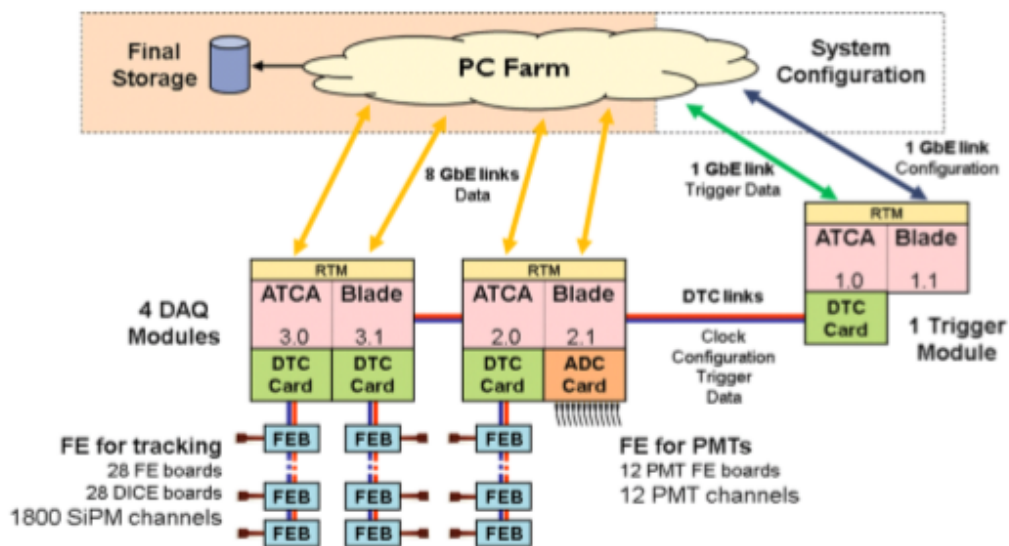 Final
Storage
PC Farm
System
Configuration
8 GbE links
Data
1 GbE link
Trigger Data
1 GbE link
Configuration
4 DAQ
Modules
RTM
ATCA Blade
3.0 3.1
DTC DTC
Card Card
RTM
ATCA Blade
2.0 2.1
DTC ADC
Card Card
DTC links
Clock
Configuration
Trigger
Data
RTM
ATCA Blade
1.0 1.1
DTC
Card
1 Trigger
Module
FE for tracking
28 FE boards
28 DICE boards
1800 SiPM channels
FEB FEB FEB
FEB FEB FEB
FEB FEB FEB
FE for PMTs
12 PMT FE boards
12 PMT channels